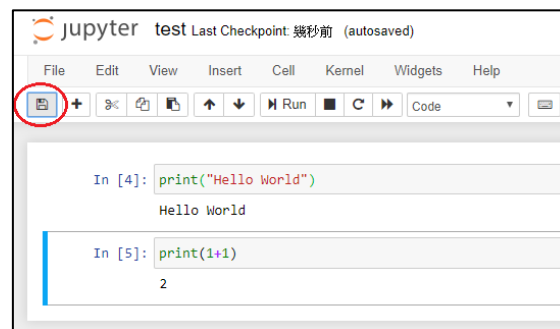 jupyter test Last Checkpoint: 幾秒前 (autosaved)
File Edit View Insert Cell Kernel Widgets Help
Run Code
In [4]: print("Hello World")
Hello World
In [5]: print(1+1)
2